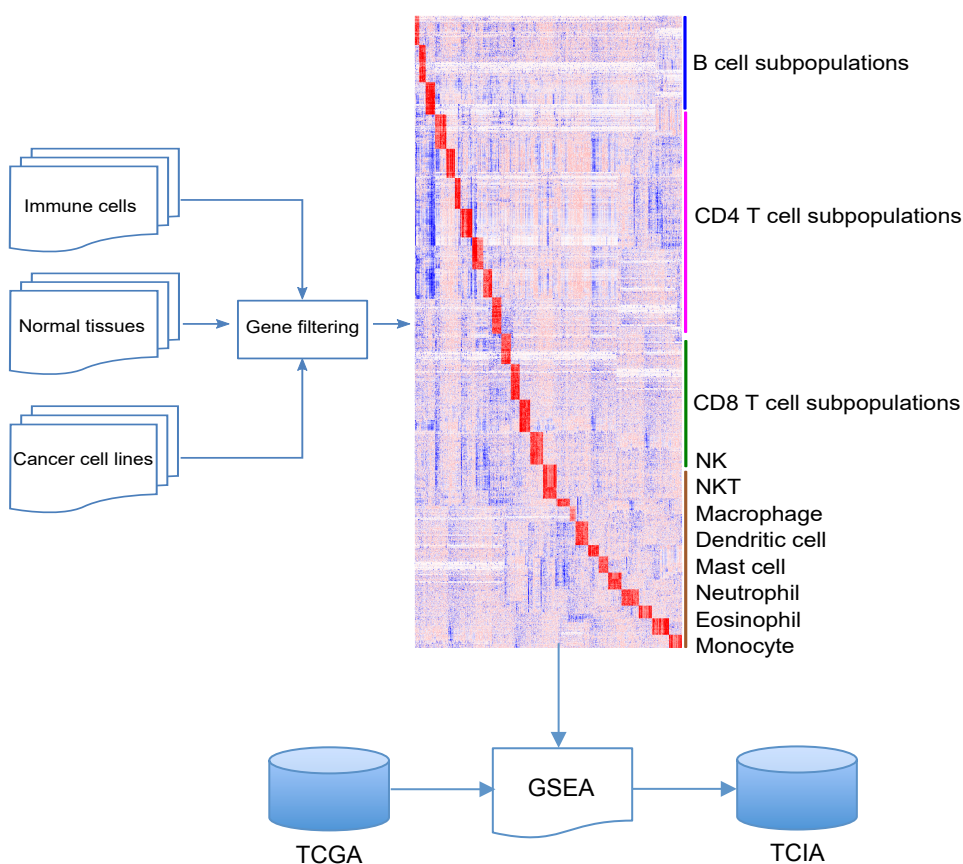 B cell subpopulations
Immune cells
CD4 T cell subpopulations
Normal tissues
Gene filtering
CD8 T cell subpopulations
Cancer cell lines
NK
NKT
Macrophage
Dendritic cell
Mast cell
Neutrophil
Eosinophil
Monocyte
GSEA
TCGA
TCIA